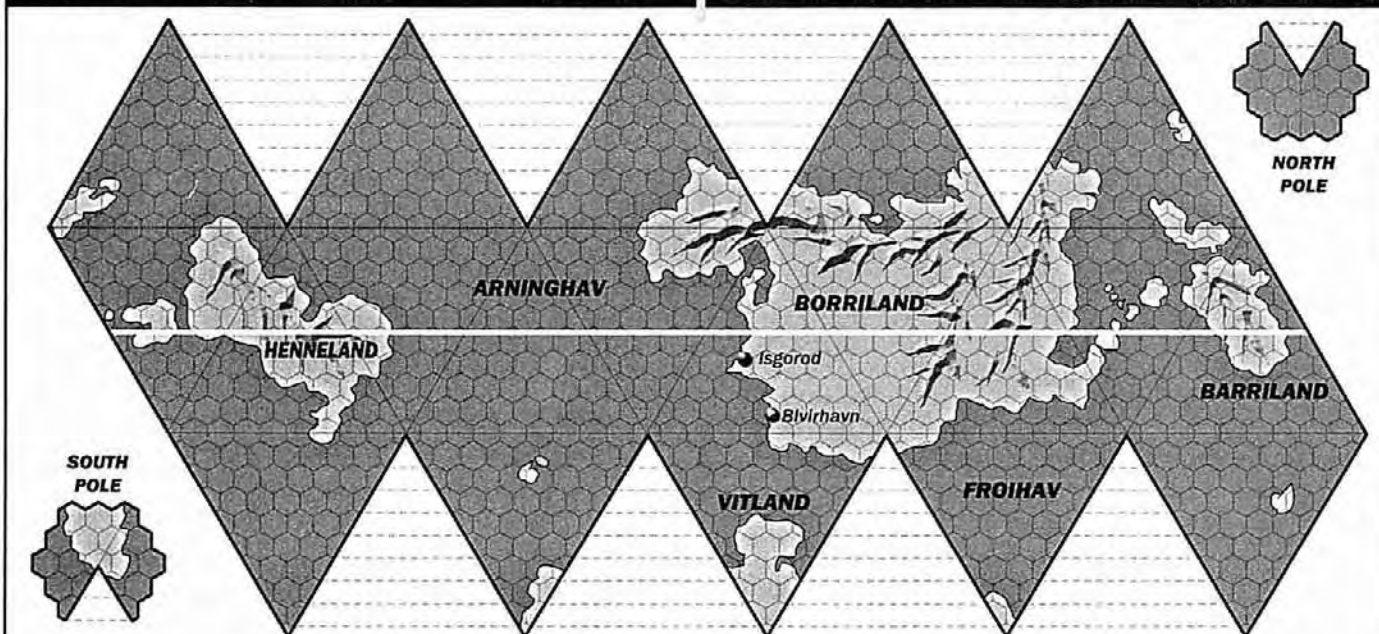 NORTH
POLE
ARNINGHAV
BORRILAND
HENNELAND
Isgorod
BARRILAND
Blvirhavn
SOUTH
POLE
VITLAND
FROIHAV